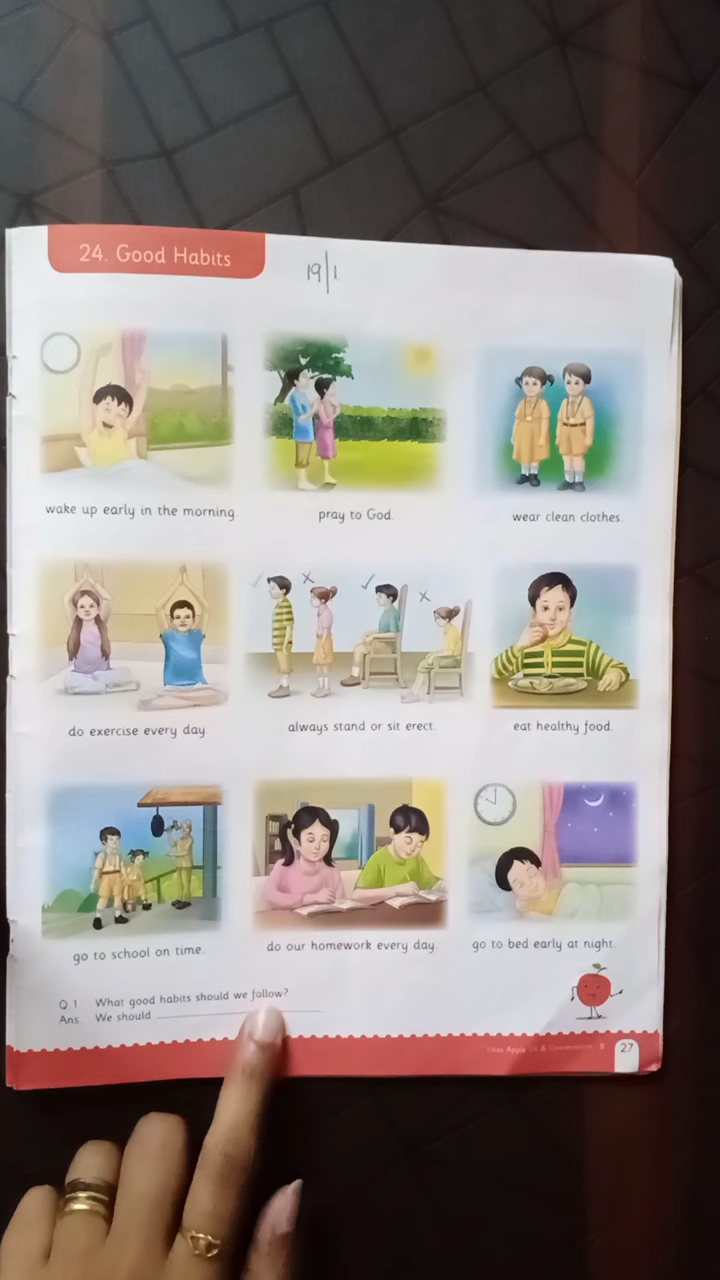 24. Good Habits
19/1
wake up early in the morning.
pray to God.
wear clean clothes.
do exercise every day.
always stand or sit erect.
eat healthy food.
go to school on time.
do our homework every day.
go to bed early at night.
Q.1 What good habits should we follow?
Ans We should
Apple & Conversation B 27